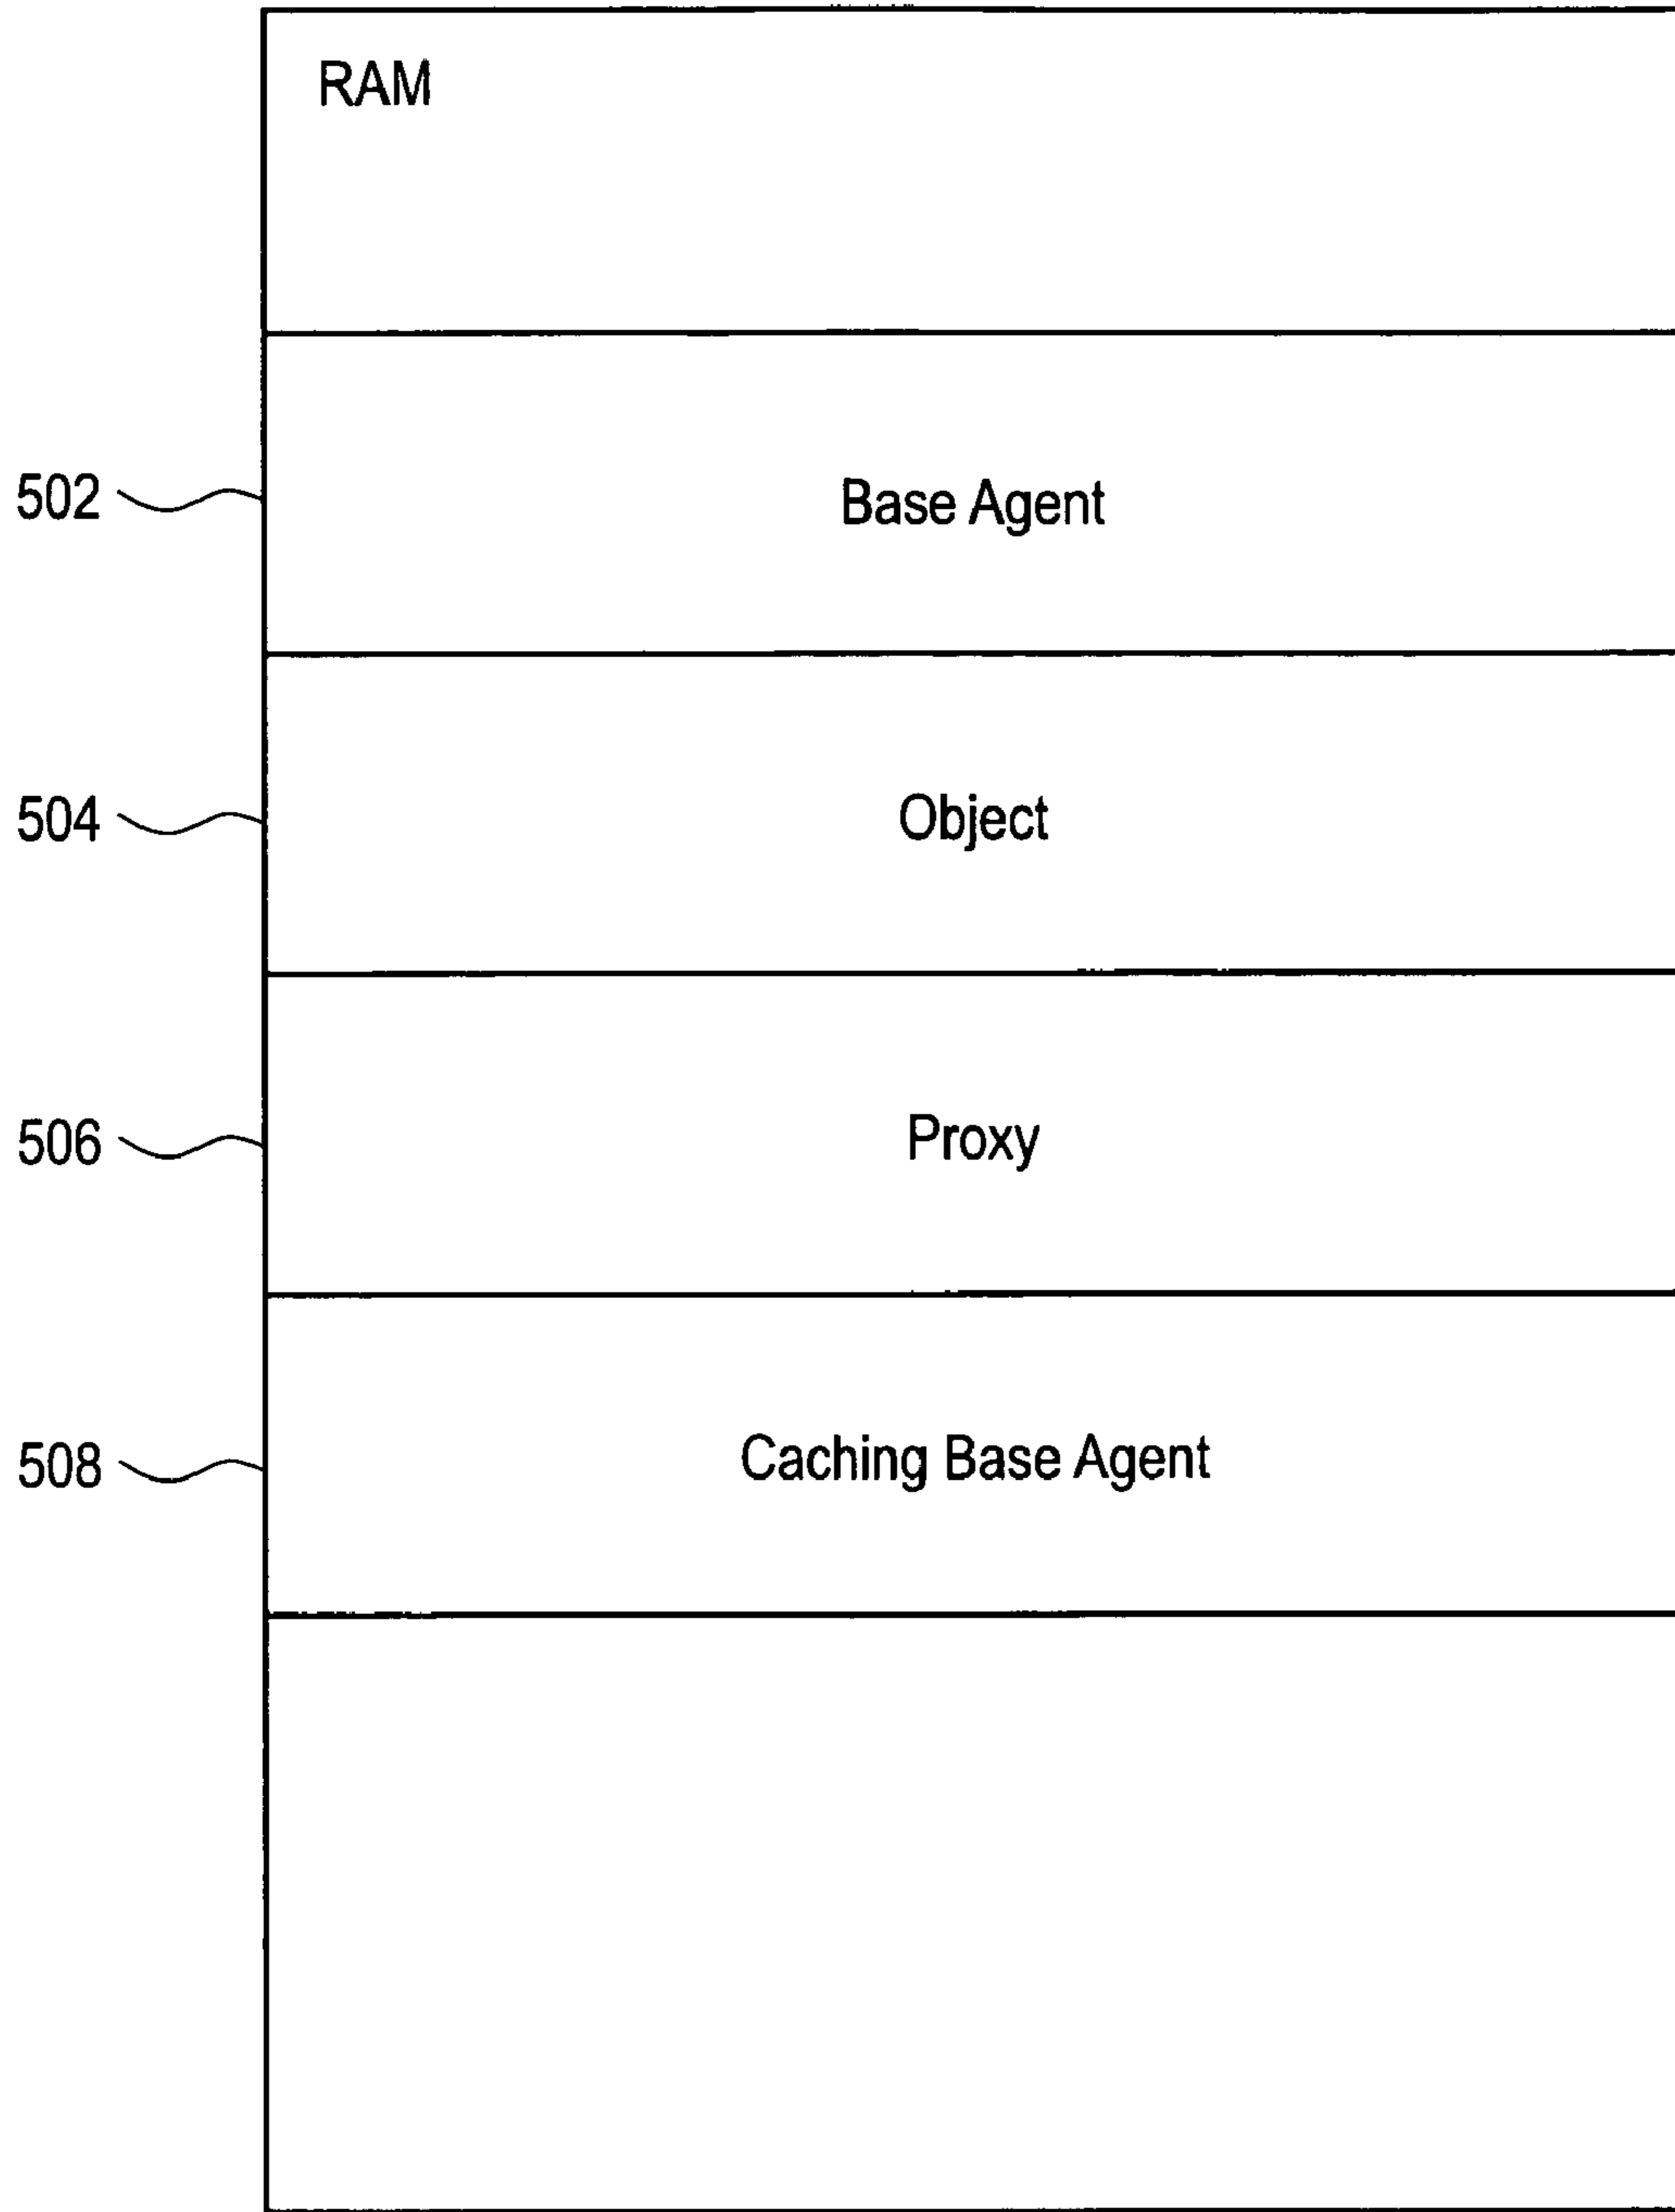 RAM
502 Base Agent
504 Object
506 Proxy
508 Caching Base Agent